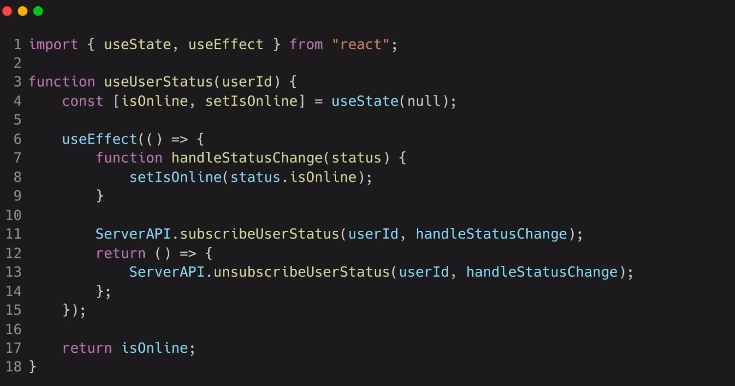 1 import { useState, useEffect } from "react";
2
3 function useUserStatus(userId) {
4     const [isOnline, setIsOnline] = useState(null);
5
6     useEffect(() => {
7         function handleStatusChange(status) {
8             setIsOnline(status.isOnline);
9         }
10
11         ServerAPI.subscribeUserStatus(userId, handleStatusChange);
12         return () => {
13             ServerAPI.unsubscribeUserStatus(userId, handleStatusChange);
14         };
15     });
16
17     return isOnline;
18 }